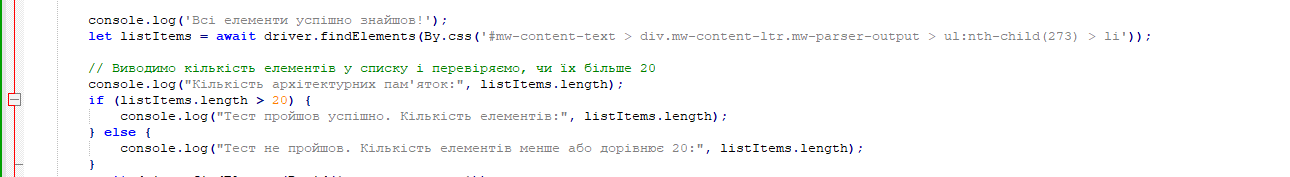 console.log('Всі елементи успішно знайшов!');
let listItems = await driver.findElements(By.css('#mw-content-text > div.mw-content-ltr.mw-parser-output > ul:nth-child(273) > li'));
// Виводимо кількість елементів у списку і перевіряємо, чи їх більше 20
console.log("Кількість архітектурних пам'яток:", listItems.length);
if (listItems.length > 20) {
console.log("Тест пройшов успішно. Кількість елементів:", listItems.length);
} else {
console.log("Тест не пройшов. Кількість елементів менше або дорівнює 20:", listItems.length);
}